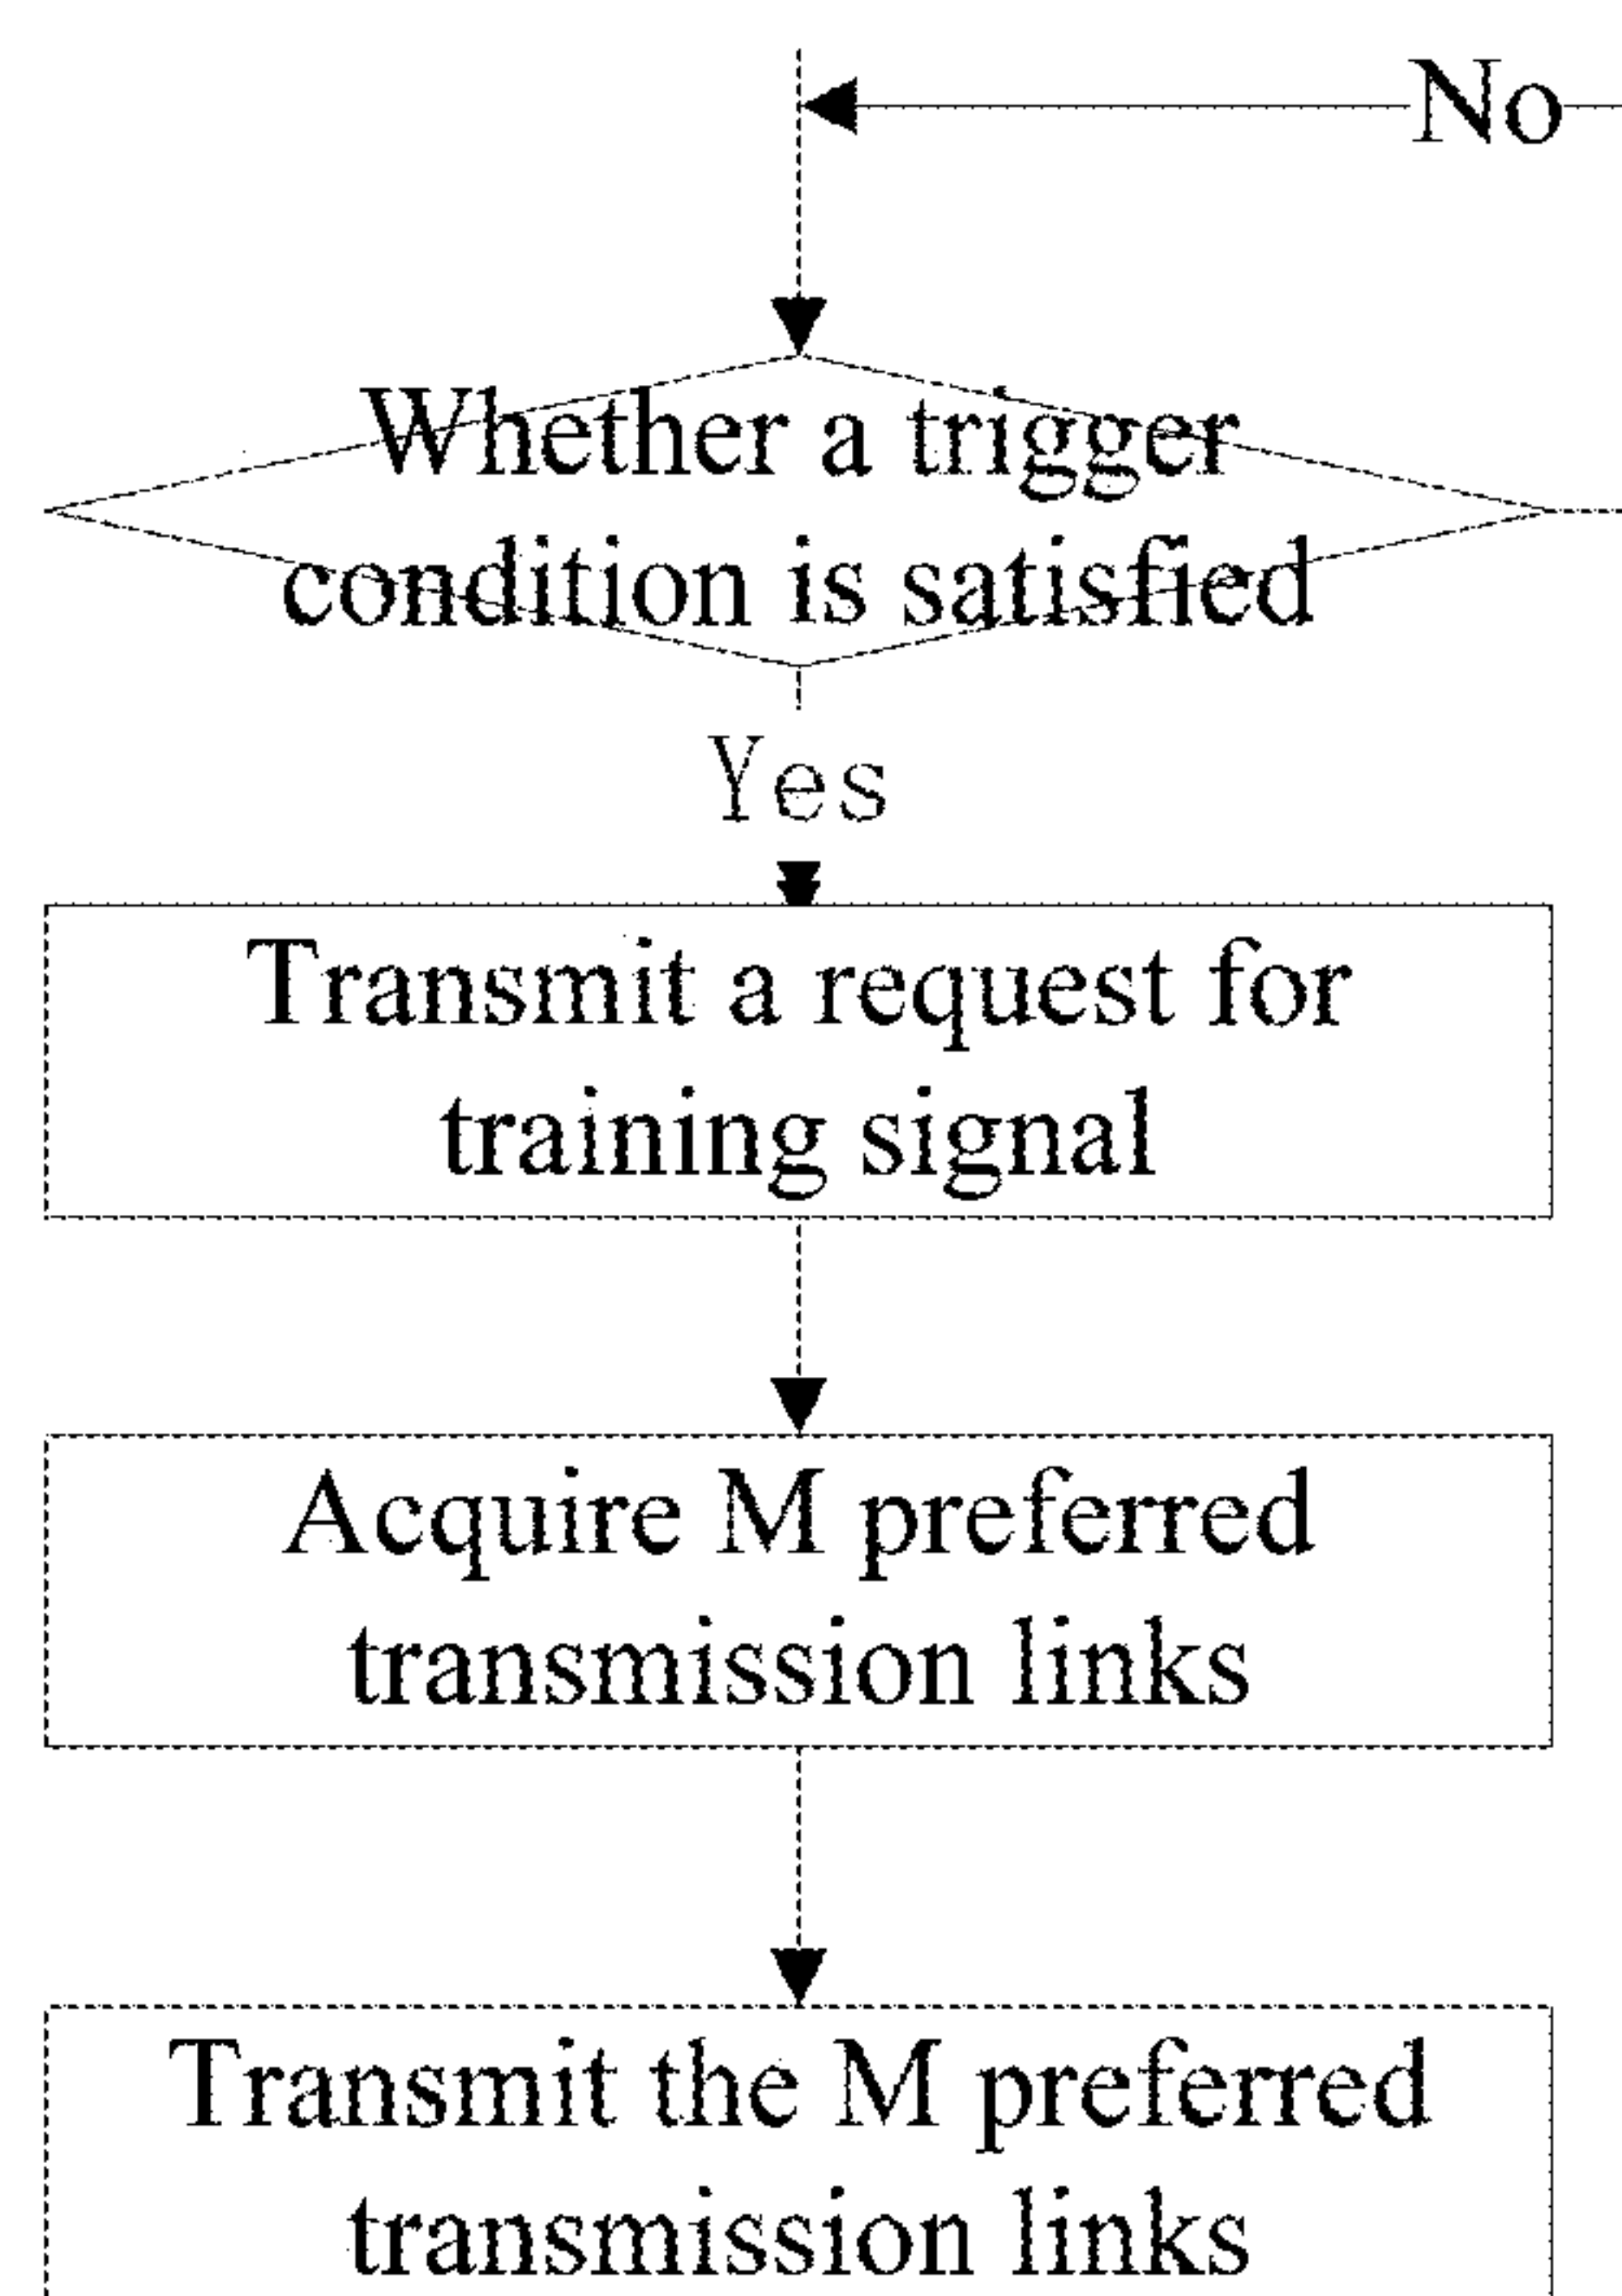 No
Whether a trigger
condition is satisfied
Yes
Transmit a request for
training signal
Acquire M preferred
transmission links
Transmit the M preferred
transmission links